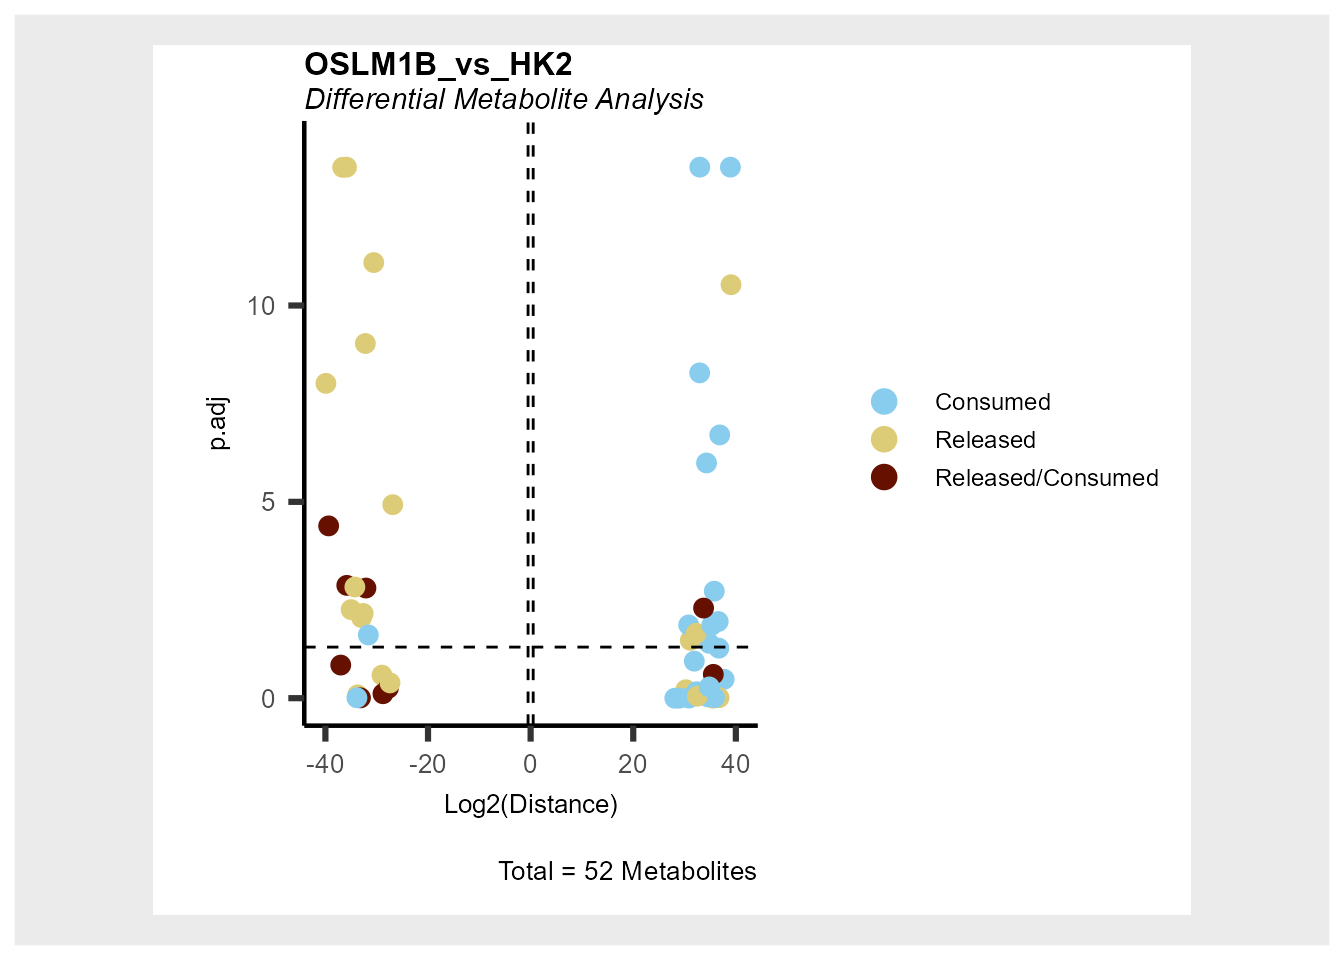 OSLM1B_vs_HK2
Differential Metabolite Analysis
p.adj
10
5
0
-40 -20 0 20 40
Log2(Distance)
Consumed
Released
Released/Consumed
Total = 52 Metabolites